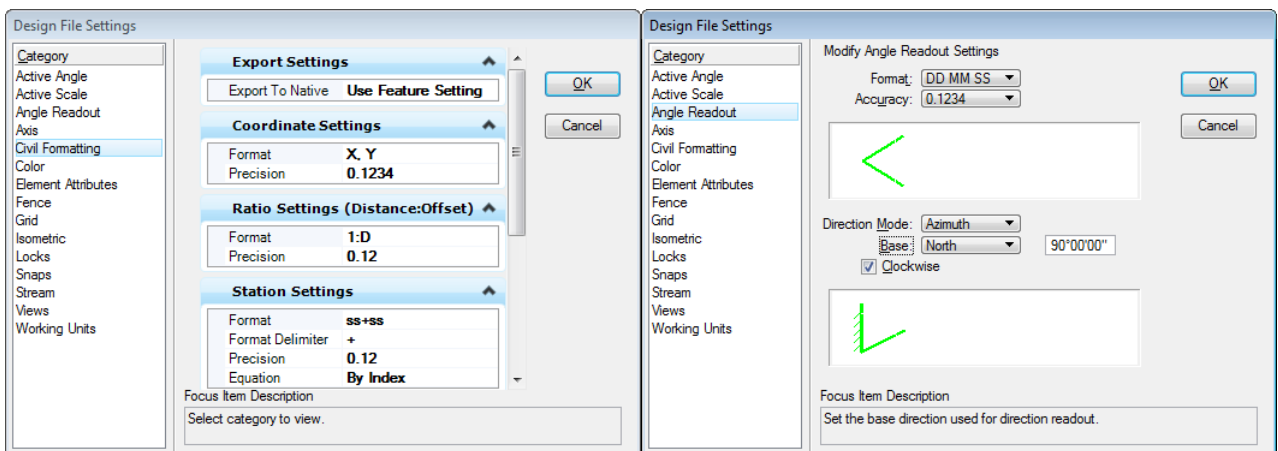 Design File Settings
Category
Active Angle
Active Scale
Angle Readout
Axis
Civil Formatting
Color
Element Attributes
Fence
Grid
Isometric
Locks
Snaps
Stream
Views
Working Units
Export Settings
Export To Native Use Feature Setting
Coordinate Settings
Format X, Y
Precision 0.1234
Ratio Settings (Distance:Offset)
Format 1:D
Precision 0.12
Station Settings
Format ss+ss
Format Delimiter +
Precision 0.12
Equation By Index
OK
Cancel
Focus Item Description
Select category to view.
Design File Settings
Category
Active Angle
Active Scale
Angle Readout
Axis
Civil Formatting
Color
Element Attributes
Fence
Grid
Isometric
Locks
Snaps
Stream
Views
Working Units
Modify Angle Readout Settings
Format: DD MM SS
Accuracy: 0.1234
Direction Mode: Azimuth
Base: North 90°00'00"
Clockwise
OK
Cancel
Focus Item Description
Set the base direction used for direction readout.